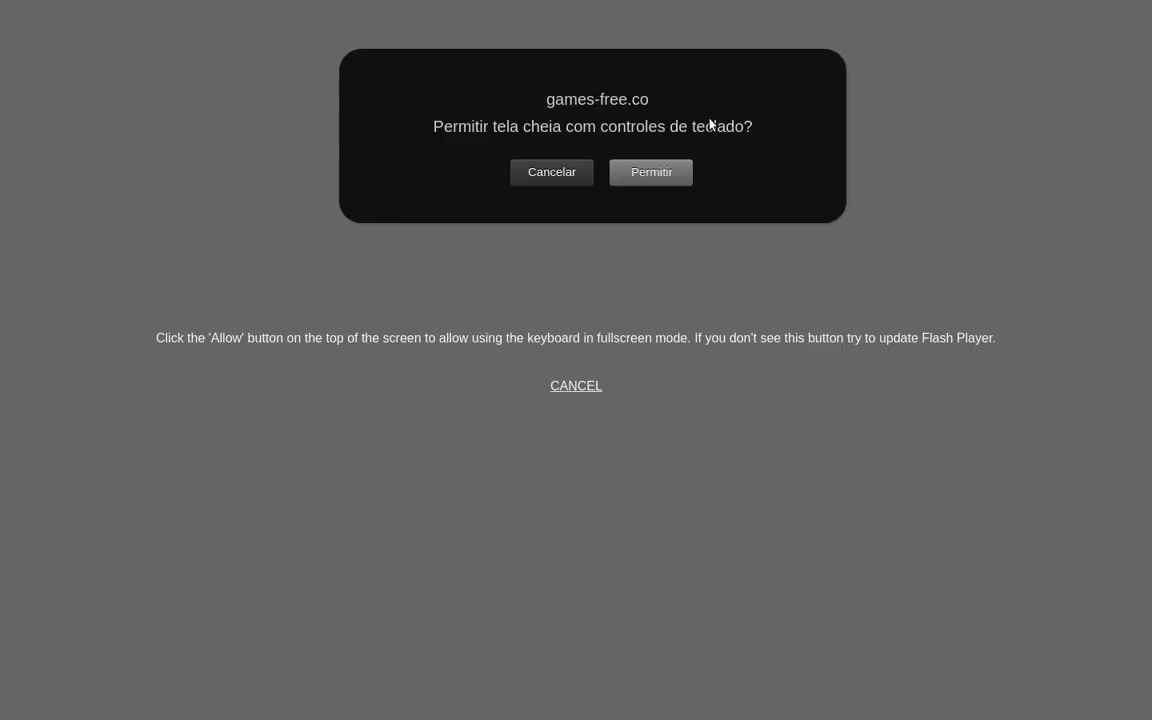 games-free.co
Permitir tela cheia com controles de teclado?
Cancelar
Permitir
Click the 'Allow' button on the top of the screen to allow using the keyboard in fullscreen mode. If you don't see this button try to update Flash Player.
CANCEL